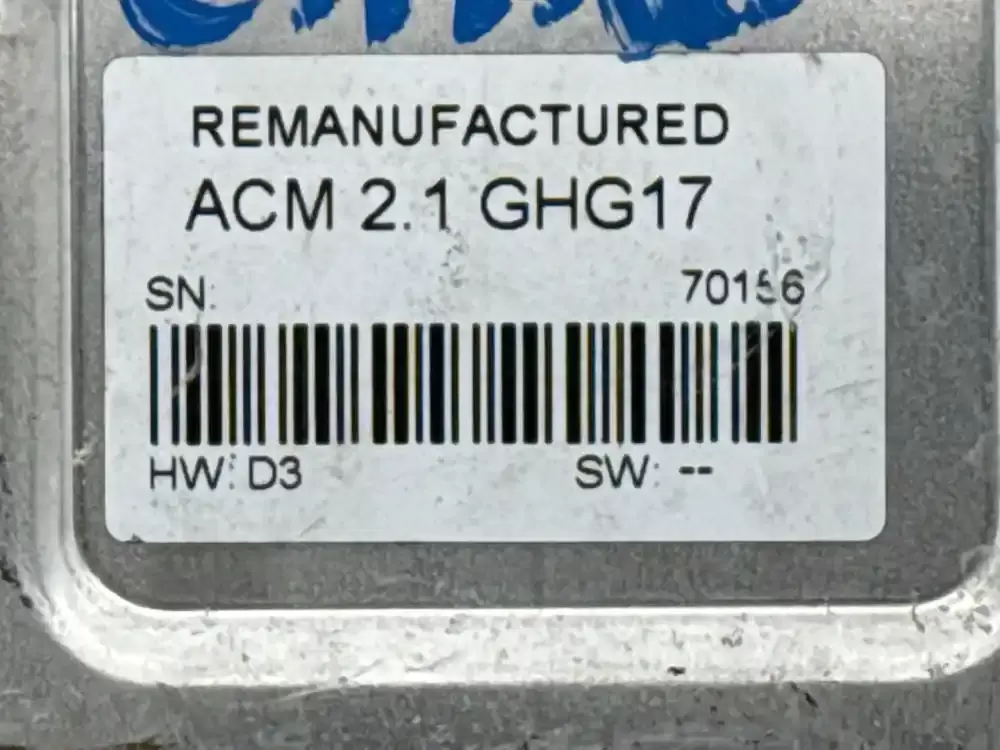 REMANUFACTURED
ACM 2.1 GHG17
SN: 70156
HW: D3 SW: --